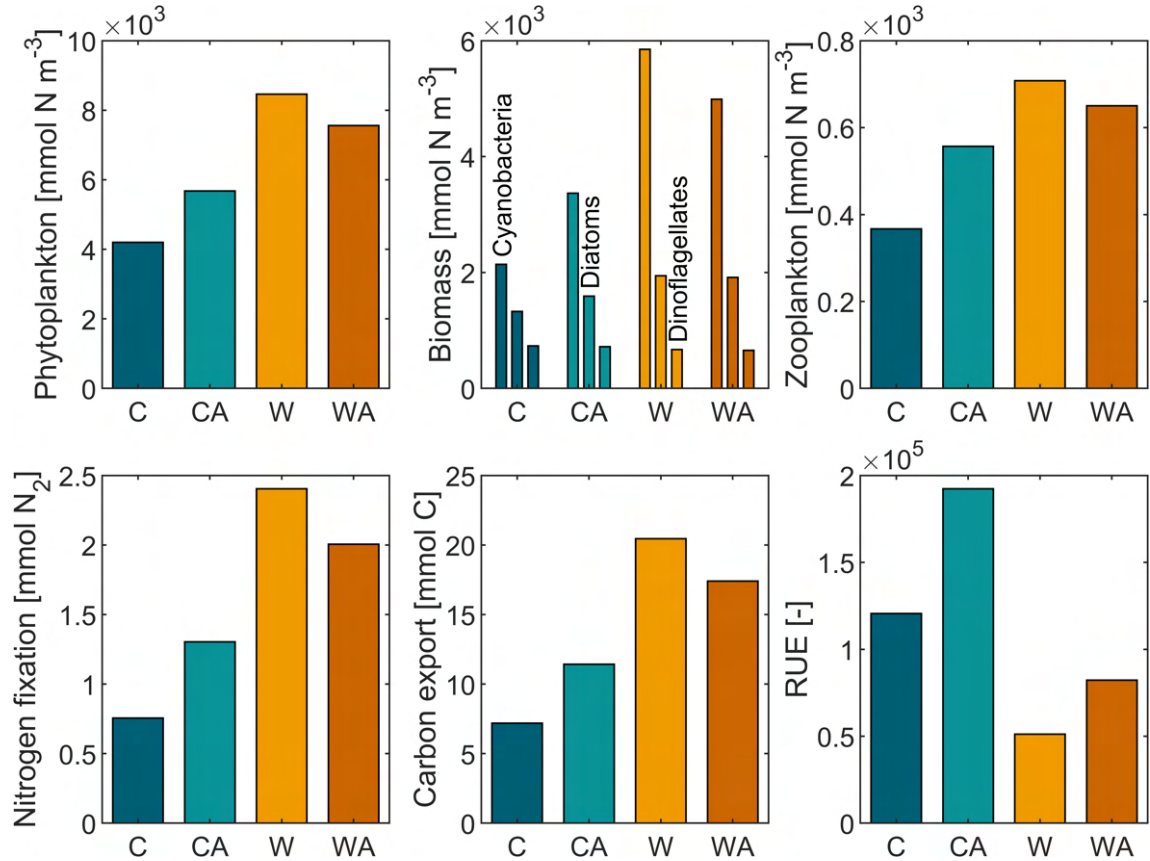 ×10³
Phytoplankton [mmol N m⁻³]
10
8
6
4
2
0
C CA W WA
×10³
Biomass [mmol N m⁻³]
6
4
2
0
Cyanobacteria
Diatoms
Dinoflagellates
C CA W WA
×10³
Zooplankton [mmol N m⁻³]
0.8
0.6
0.4
0.2
0
C CA W WA
Nitrogen fixation [mmol N₂]
2.5
2
1.5
1
0.5
0
C CA W WA
Carbon export [mmol C]
25
20
15
10
5
0
C CA W WA
×10⁵
RUE [-]
2
1.5
1
0.5
0
C CA W WA